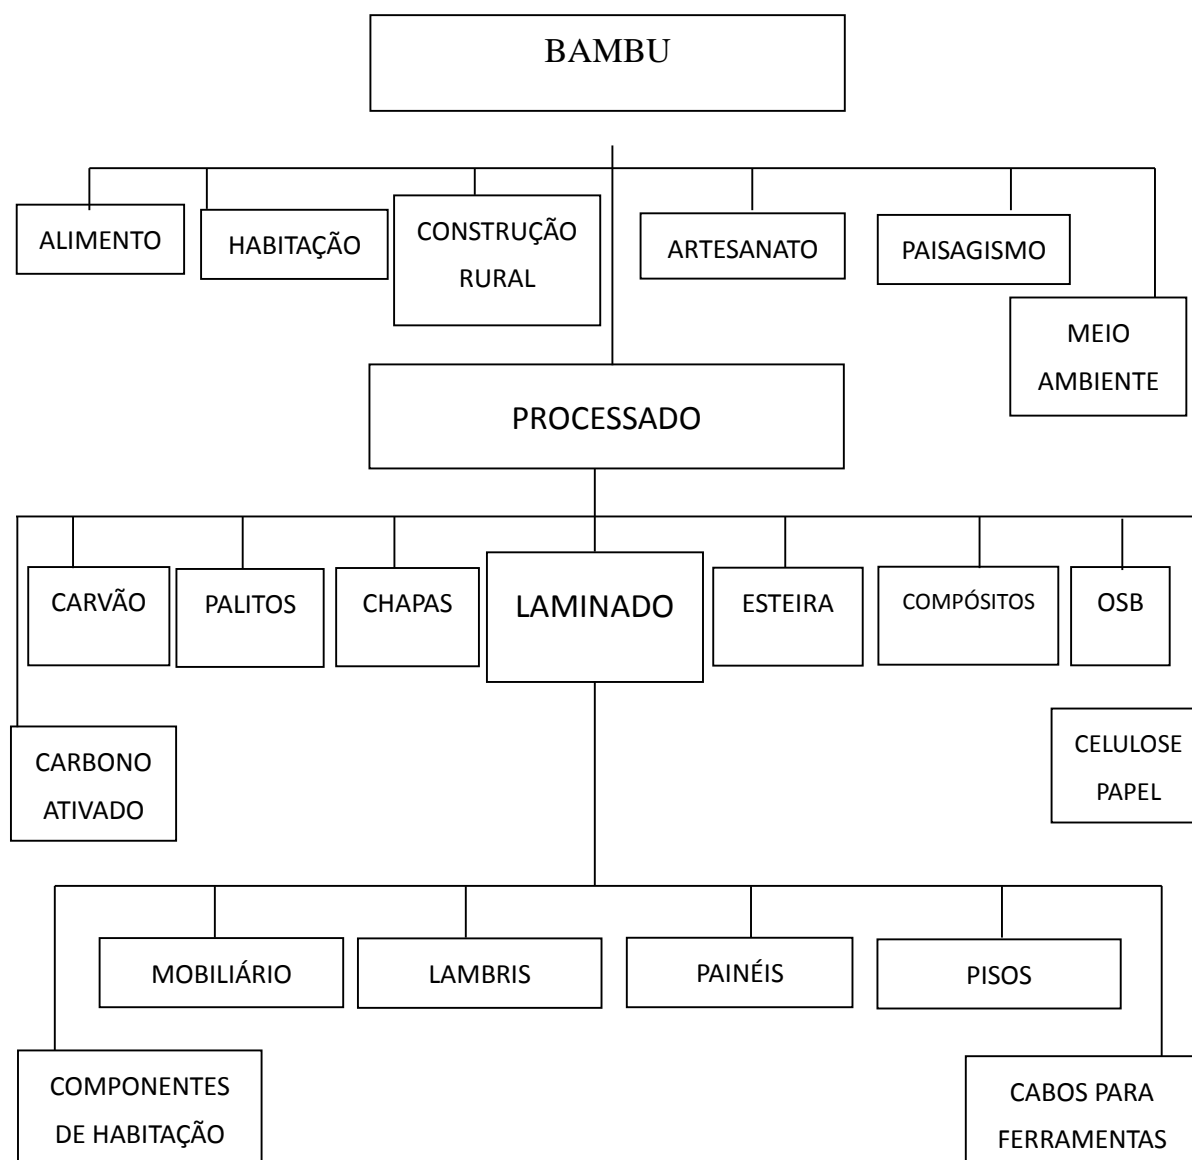 BAMBU
ALIMENTO
HABITAÇÃO
CONSTRUÇÃO
RURAL
ARTESANATO
PAISAGISMO
MEIO
AMBIENTE
PROCESSADO
CARVÃO
PALITOS
CHAPAS
LAMINADO
ESTEIRA
COMPÓSITOS
OSB
CARBONO
ATIVADO
CELULOSE
PAPEL
MOBILIÁRIO
LAMBRIS
PAINÉIS
PISOS
COMPONENTES
DE HABITAÇÃO
CABOS PARA
FERRAMENTAS